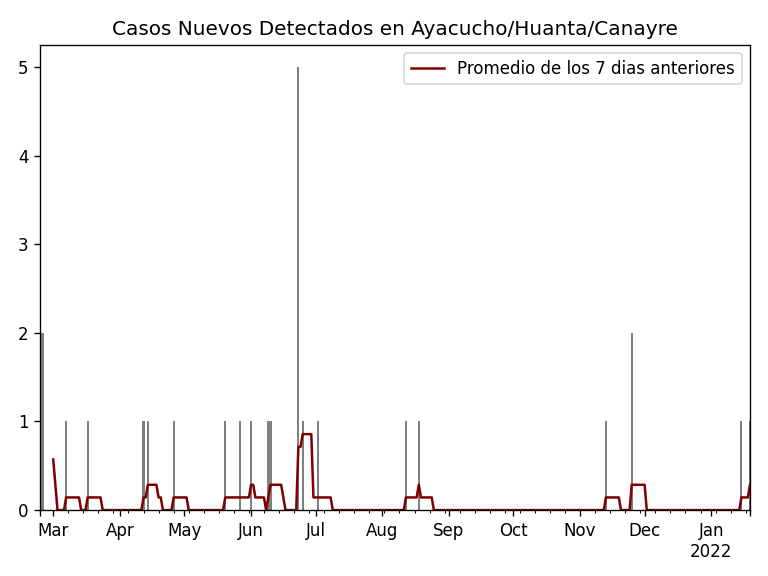 Casos Nuevos Detectados en Ayacucho/Huanta/Canayre
Promedio de los 7 dias anteriores
5
4
3
2
1
0
Mar Apr May Jun Jul Aug Sep Oct Nov Dec Jan
2022